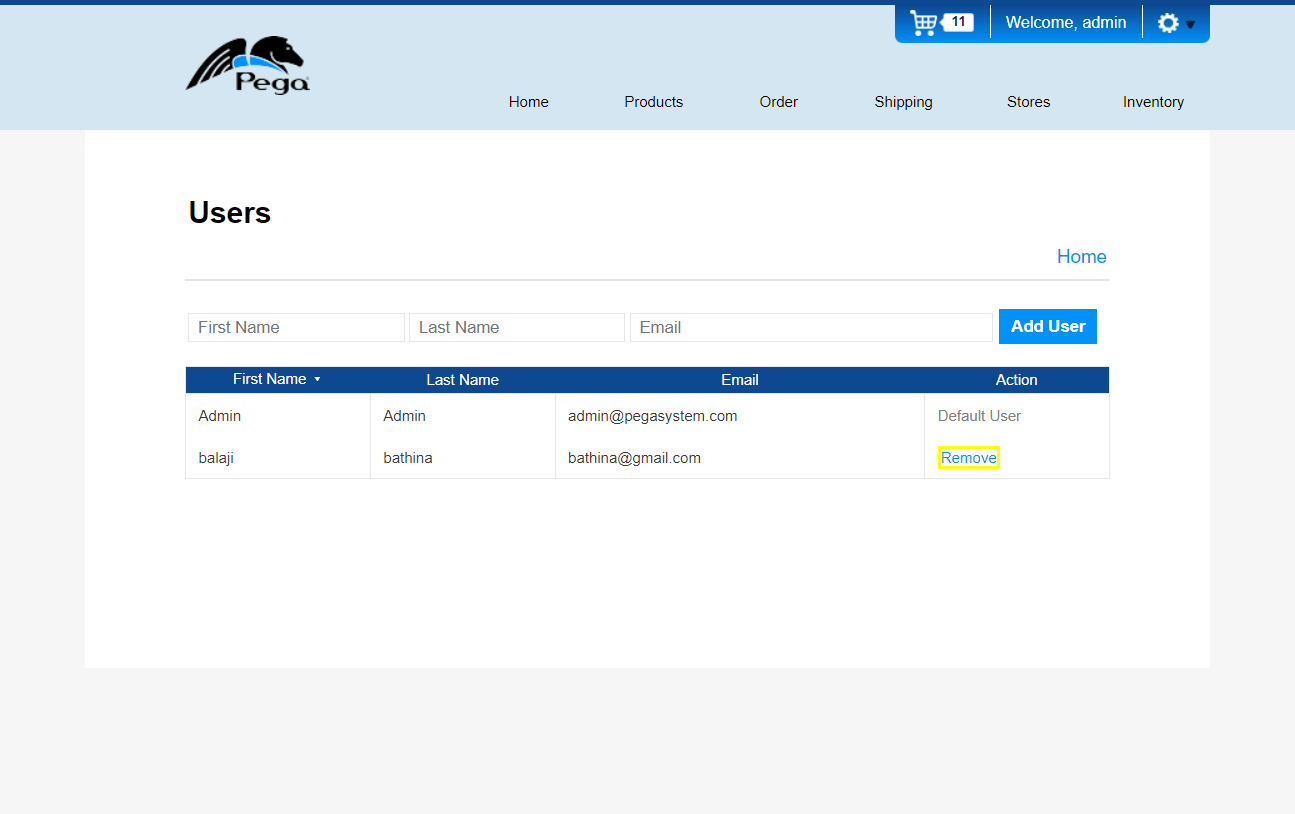 11 Welcome, admin
Pega
Home Products Order Shipping Stores Inventory
Users
Home
First Name Last Name Email Add User
First Name Last Name Email Action
Admin Admin admin@pegasystem.com Default User
balaji bathina bathina@gmail.com Remove